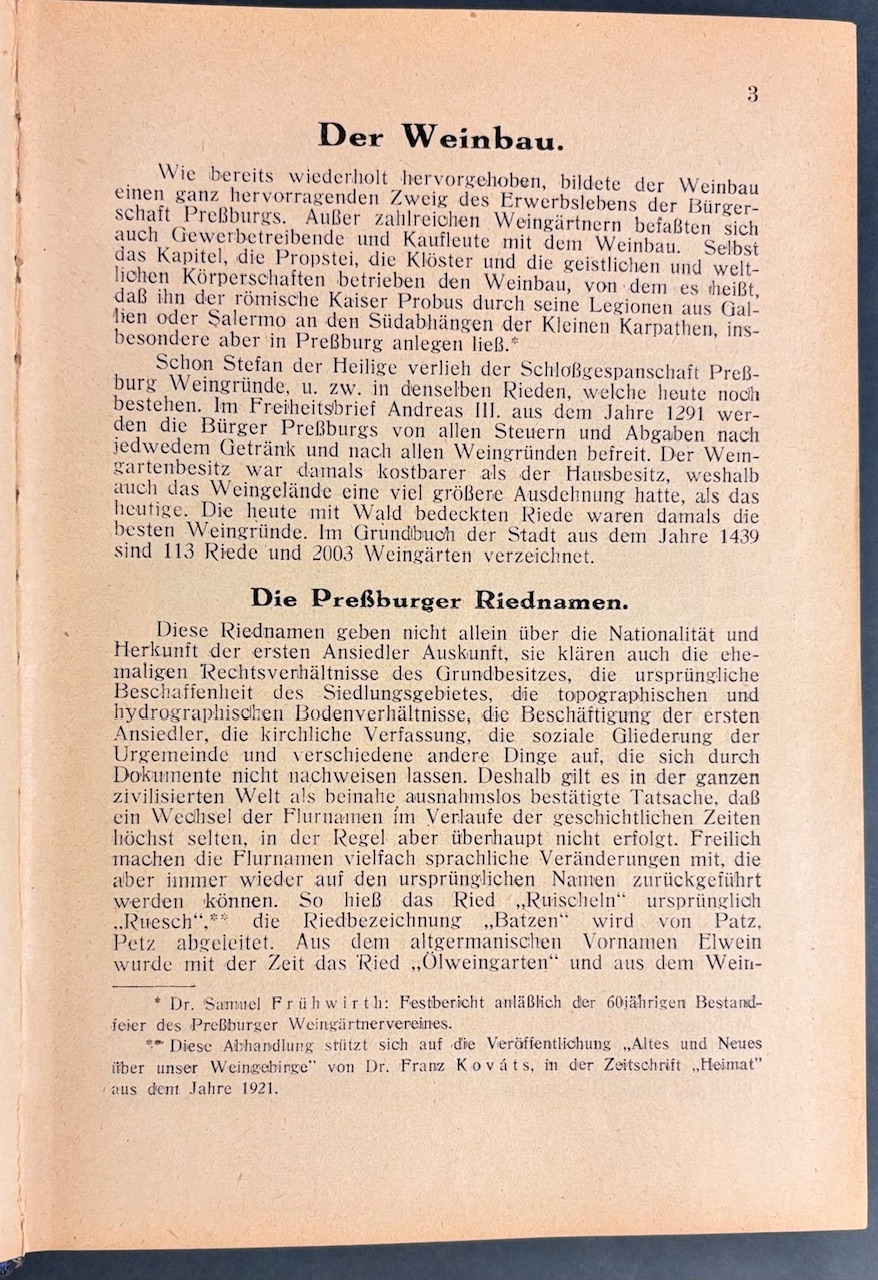 3
Der Weinbau.
Wie bereits wiederholt hervorgehoben, bildete der Weinbau
einen ganz hervorragenden Zweig des Erwerbslebens der Bürger-
schaft Preßburgs. Außer zahlreichen Weingärtnern befaßten sich
auch Gewerbetreibende und Kaufleute mit dem Weinbau. Selbst
das Kapitel, die Propstei, die Klöster und die geistlichen und welt-
lichen Körperschaften betrieben den Weinbau, von dem es heißt,
daß ihn der römische Kaiser Probus durch seine Legionen aus Gal-
lien oder Salermo an den Südabhängen der Kleinen Karpathen, ins-
besondere aber in Preßburg anlegen ließ.*
Schon Stefan der Heilige verlieh der Schloßgespanschaft Preß-
burg Weingründe, u. zw. in denselben Rieden, welche heute noch
bestehen. Im Freiheitsbrief Andreas III. aus dem Jahre 1291 wer-
den die Bürger Preßburgs von allen Steuern und Abgaben nach
jedwedem Getränk und nach allen Weingründen befreit. Der Wein-
gartenbesitz war damals kostbarer als der Hausbesitz, weshalb
auch das Weingelände eine viel größere Ausdehnung hatte, als das
heutige. Die heute mit Wald bedeckten Riede waren damals die
besten Weingründe. Im Grundbuch der Stadt aus dem Jahre 1439
sind 113 Riede und 2003 Weingärten verzeichnet.
Die Preßburger Riednamen.
Diese Riednamen geben nicht allein über die Nationalität und
Herkunft der ersten Ansiedler Auskunft, sie klären auch die ehe-
maligen Rechtsverhältnisse des Grundbesitzes, die ursprüngliche
Beschaffenheit des Siedlungsgebietes, die topographischen und
hydrographischen Bodenverhältnisse, die Beschäftigung der ersten
Ansiedler, die kirchliche Verfassung, die soziale Gliederung der
Urgemeinde und verschiedene andere Dinge auf, die sich durch
Dokumente nicht nachweisen lassen. Deshalb gilt es in der ganzen
zivilisierten Welt als beinahe ausnahmslos bestätigte Tatsache, daß
ein Wechsel der Flurnamen im Verlaufe der geschichtlichen Zeiten
höchst selten, in der Regel aber überhaupt nicht erfolgt. Freilich
machen die Flurnamen vielfach sprachliche Veränderungen mit, die
aber immer wieder auf den ursprünglichen Namen zurückgeführt
werden können. So hieß das Ried „Ruischeln“ ursprünglich
„Ruesch“,** die Riedbezeichnung „Batzen“ wird von Patz,
Petz abgeleitet. Aus dem altgermanischen Vornamen Elwein
wurde mit der Zeit das Ried „Ölweingarten“ und aus dem Wein-
* Dr. Samuel Frühwirth: Festbericht anläßlich der 60jährigen Bestand-
feier des Preßburger Weingärtnervereines.
** Diese Abhandlung stützt sich auf die Veröffentlichung „Altes und Neues
über unser Weingebirge" von Dr. Franz Kováts, in der Zeitschrift „Heimat"
aus dem Jahre 1921.